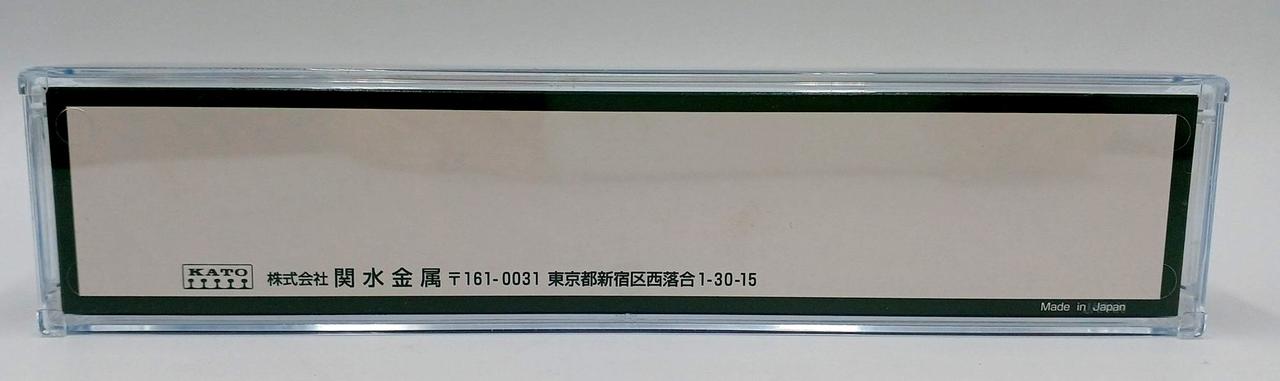 KATO 株式会社 関水金属 〒161-0031 東京都新宿区西落合1-30-15
Made in Japan